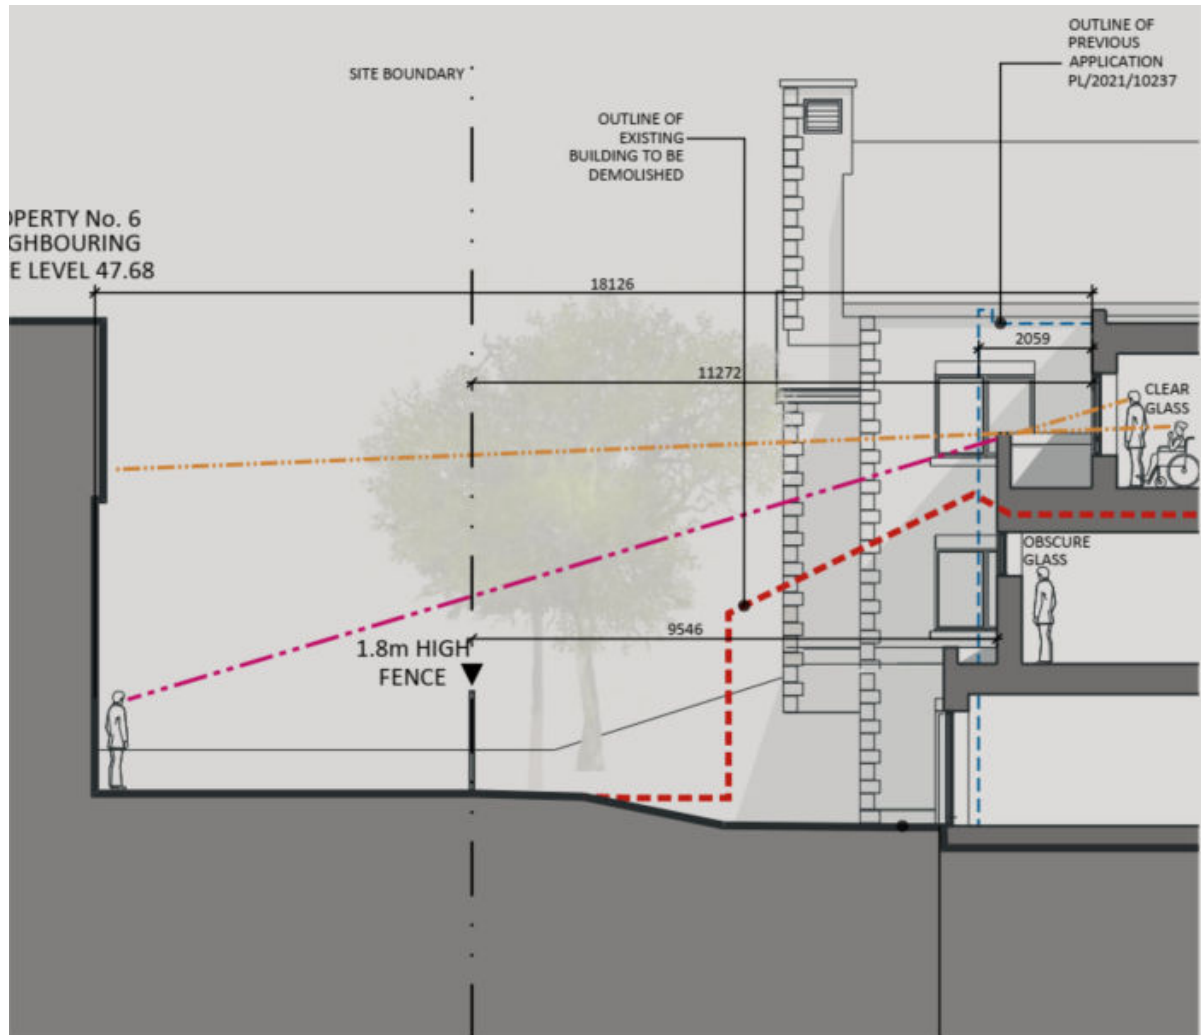 OUTLINE OF
PREVIOUS
APPLICATION
PL/2021/10237
SITE BOUNDARY
OUTLINE OF
EXISTING
BUILDING TO BE
DEMOLISHED
OPERTY No. 6
GHBOURING
E LEVEL 47.68
18126
2059
11272
CLEAR
GLASS
OBSCURE
GLASS
9546
1.8m HIGH
FENCE